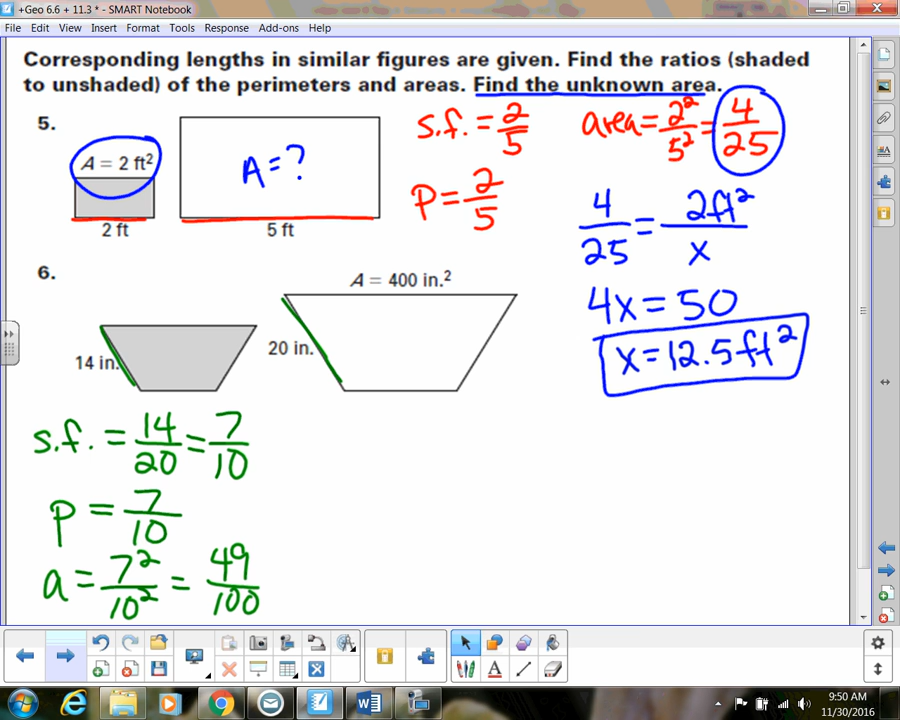 +Geo 6.6 + 11.3 * - SMART Notebook
File Edit View Insert Format Tools Response Add-ons Help
Corresponding lengths in similar figures are given. Find the ratios (shaded
to unshaded) of the perimeters and areas. Find the unknown area.
5.
A = 2 ft²
2 ft
A = ?
5 ft
s.f. = 2/5
P = 2/5
area = 2²/5² = 4/25
4/25 = 2ft²/x
4x = 50
x = 12.5 ft²
6.
14 in.
A = 400 in.²
20 in.
s.f. = 14/20 = 7/10
p = 7/10
a = 7²/10² = 49/100
9:50 AM
11/30/2016